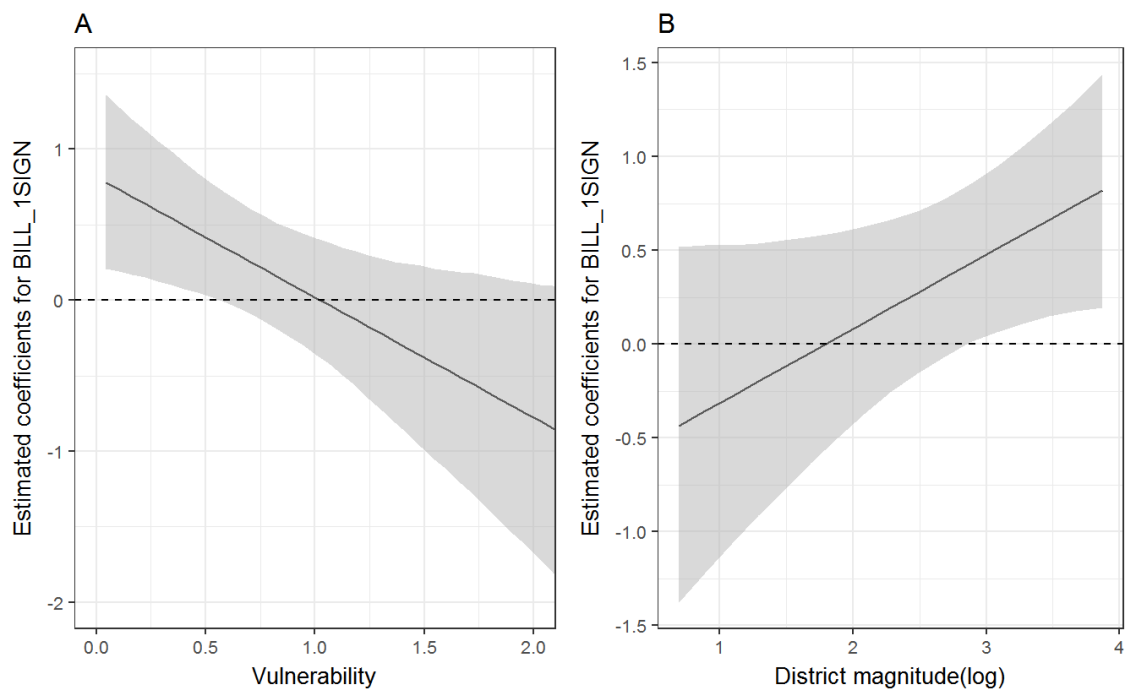 A
Estimated coefficients for BILL_1SIGN
1
0
-1
-2
0.0 0.5 1.0 1.5 2.0
Vulnerability
B
Estimated coefficients for BILL_1SIGN
1.5
1.0
0.5
0.0
-0.5
-1.0
-1.5
1 2 3 4
District magnitude(log)